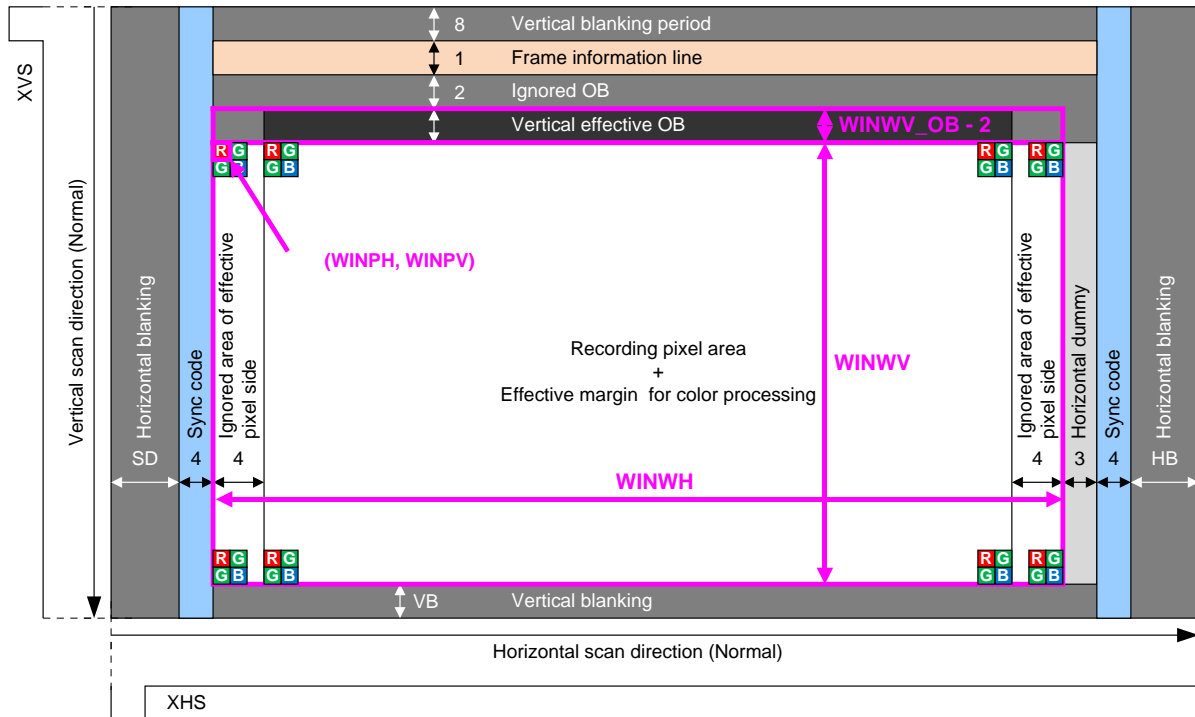 XVS
Vertical scan direction (Normal)
8 Vertical blanking period
1 Frame information line
2 Ignored OB
Vertical effective OB
WINWV_OB - 2
R G R G R G R G
G B G B G B G B
(WINPH, WINPV)
Horizontal blanking
SD
Sync code
4
Ignored area of effective
pixel side
4
Recording pixel area
+
Effective margin for color processing
WINWV
WINWH
Ignored area of effective
pixel side
4
Horizontal dummy
3
Sync code
4
Horizontal blanking
HB
R G R G R G R G
G B G B G B G B
VB Vertical blanking
Horizontal scan direction (Normal)
XHS